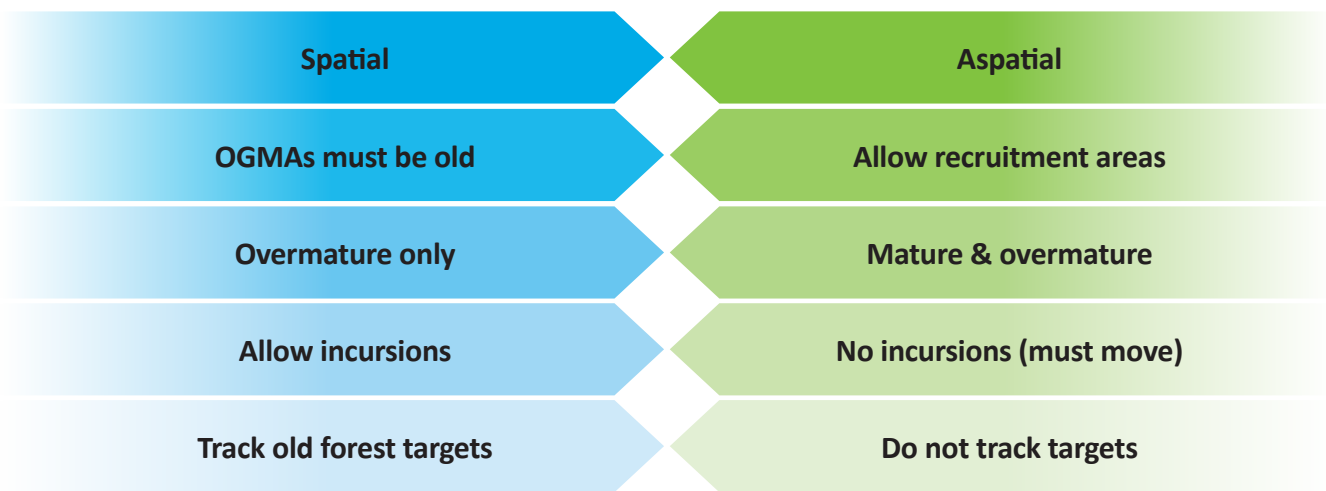 Spatial
Aspatial
OGMAs must be old
Allow recruitment areas
Overmature only
Mature & overmature
Allow incursions
No incursions (must move)
Track old forest targets
Do not track targets